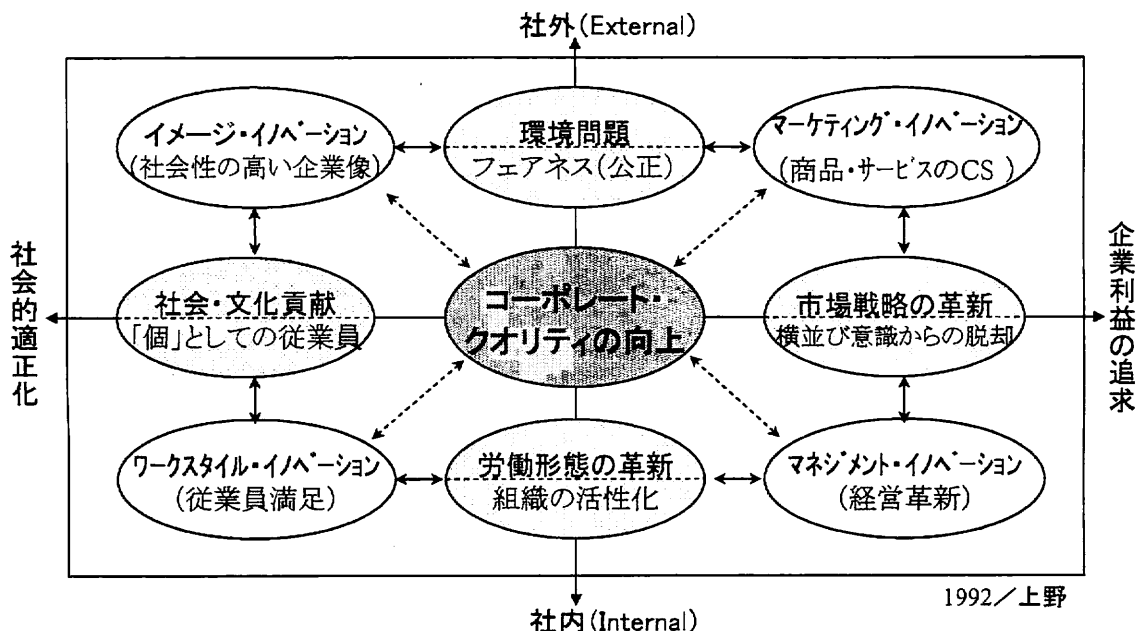 社外(External)
イメージ・イノベーション
(社会性の高い企業像)
環境問題
フェアネス(公正)
マーケティング・イノベーション
(商品・サービスのCS )
社会的適正化
社会・文化貢献
「個」としての従業員
コーポレート・
クオリティの向上
市場戦略の革新
横並び意識からの脱却
企業利益の追求
ワークスタイル・イノベーション
(従業員満足)
労働形態の革新
組織の活性化
マネジメント・イノベーション
(経営革新)
1992／上野
社内(Internal)